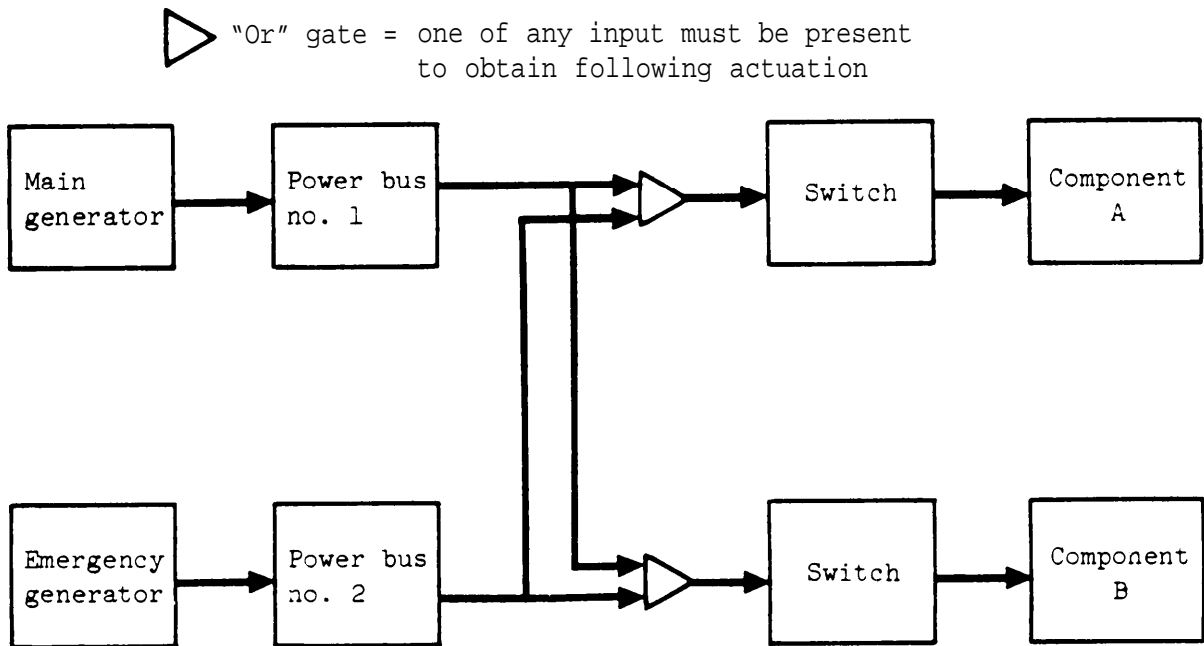 "Or" gate = one of any input must be present
to obtain following actuation
Main
generator
Power bus
no. 1
Switch
Component
A
Emergency
generator
Power bus
no. 2
Switch
Component
B